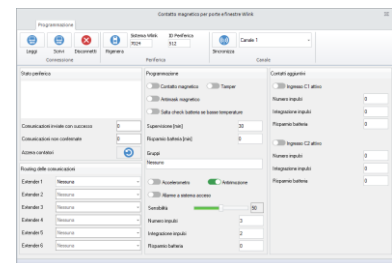 Contatto magnetico per porte e finestre Wink
Programmazione
Leggi
Scrivi
Disconnetti
Rigenera
Sistema Wink
7024
ID Periferica
512
Sincronizza
Canale 1
Connessione
Periferica
Canale
Stato periferica
Comunicazioni inviate con successo
0
Comunicazioni non confermate
0
Azzera contatori
Routing delle comunicazioni
Extender 1 Nessuno
Extender 2 Nessuno
Extender 3 Nessuno
Extender 4 Nessuno
Extender 5 Nessuno
Extender 6 Nessuno
Programmazione
Contatto magnetico
Tamper
Antimask magnetico
Salta check batteria se basse temperature
Supervisione [min] 35
Risparmio batteria [min] 0
Gruppi
Nessuno
Accelerometro
Attivazione
Allarme a sistema acceso
Sensibilità 50
Numero impulsi 3
Integrazione impulsi 2
Risparmio batteria 0
Contatti aggiuntivi
Ingresso C1 attivo
Numero impulsi 0
Integrazione impulsi 0
Risparmio batteria 0
Ingresso C2 attivo
Numero impulsi 0
Integrazione impulsi 0
Risparmio batteria 0